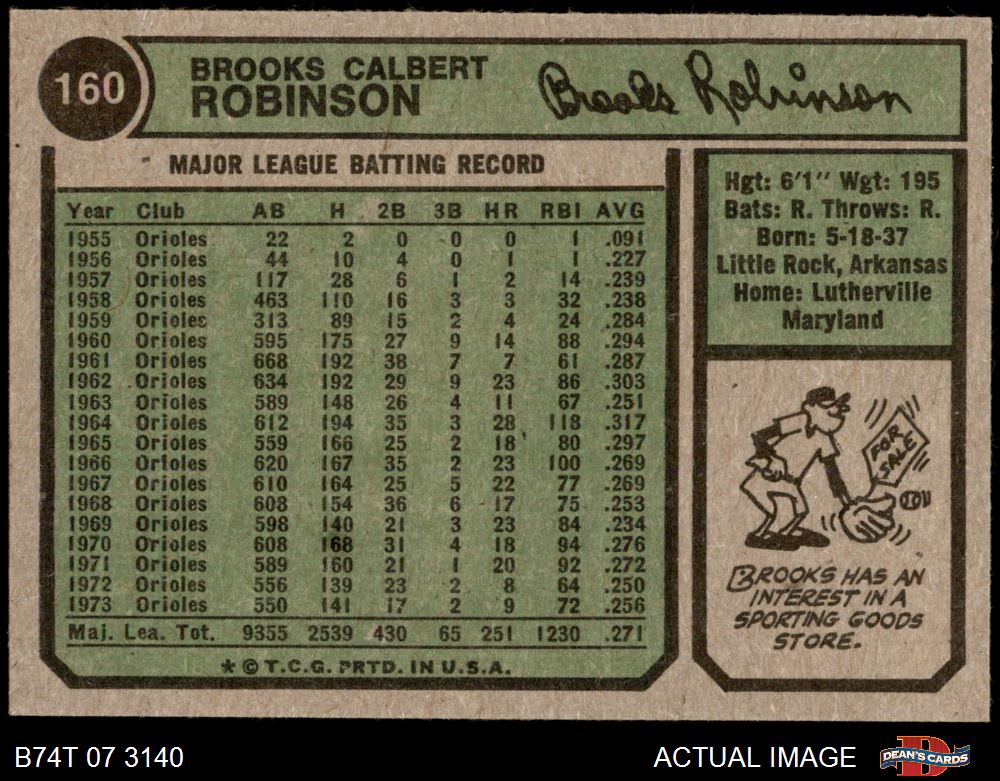 160
BROOKS CALBERT
ROBINSON
Brooks Robinson
MAJOR LEAGUE BATTING RECORD
Year Club AB H 2B 3B HR RBI AVG
1955 Orioles 22 2 0 0 0 1 .091
1956 Orioles 44 10 4 0 1 1 .227
1957 Orioles 117 28 6 1 2 14 .239
1958 Orioles 463 110 16 3 3 32 .238
1959 Orioles 313 89 15 2 4 24 .284
1960 Orioles 595 175 27 9 14 88 .294
1961 Orioles 668 192 38 7 7 61 .287
1962 Orioles 634 192 29 9 23 86 .303
1963 Orioles 589 148 26 4 11 67 .251
1964 Orioles 612 194 35 3 28 118 .317
1965 Orioles 559 166 25 2 18 80 .297
1966 Orioles 620 167 35 2 23 100 .269
1967 Orioles 610 164 25 5 22 77 .269
1968 Orioles 608 154 36 6 17 75 .253
1969 Orioles 598 140 21 3 23 84 .234
1970 Orioles 608 168 31 4 18 94 .276
1971 Orioles 589 160 21 1 20 92 .272
1972 Orioles 556 139 23 2 8 64 .250
1973 Orioles 550 141 17 2 9 72 .256
Maj. Lea. Tot. 9355 2539 430 65 251 1230 .271
* © T.C.G. PRTD. IN U.S.A.
Hgt: 6'1" Wgt: 195
Bats: R. Throws: R.
Born: 5-18-37
Little Rock, Arkansas
Home: Lutherville
Maryland
FOR
SALE
BROOKS HAS AN
INTEREST IN A
SPORTING GOODS
STORE.
B74T 07 3140
ACTUAL IMAGE
DEAN'S CARDS